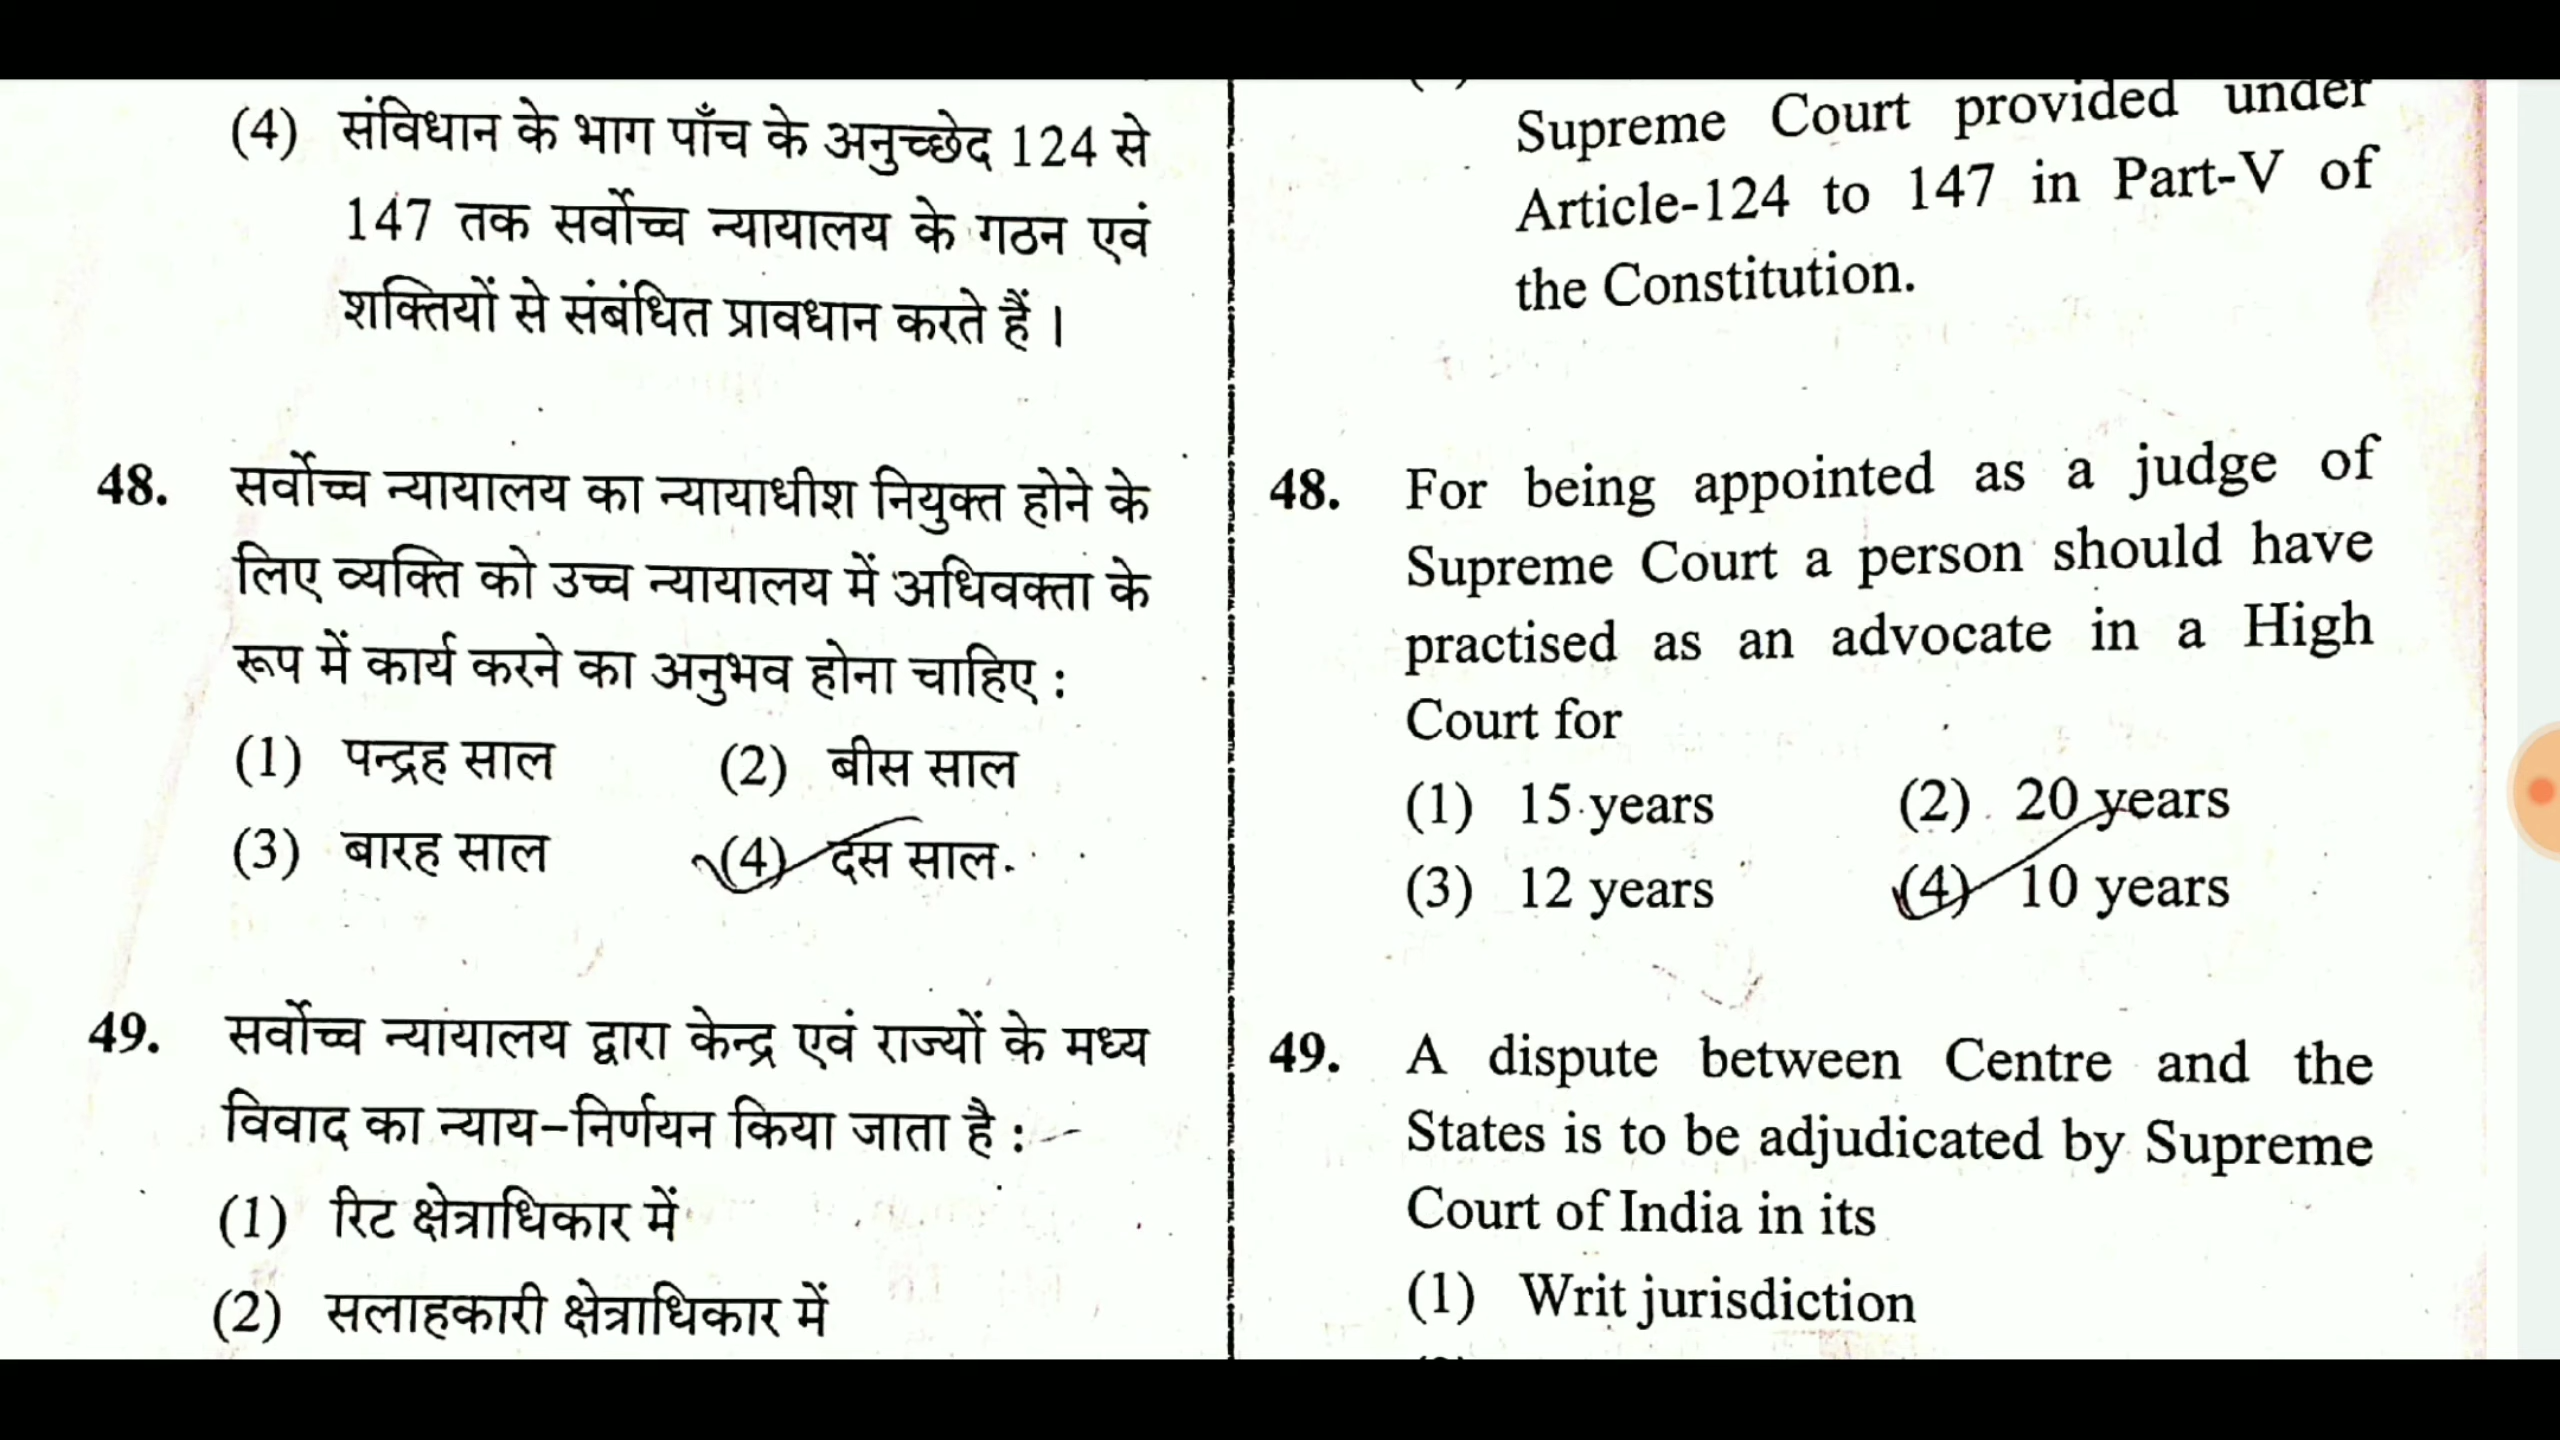 (4) संविधान के भाग पाँच के अनुच्छेद 124 से
147 तक सर्वोच्च न्यायालय के गठन एवं
शक्तियों से संबंधित प्रावधान करते हैं ।
48. सर्वोच्च न्यायालय का न्यायाधीश नियुक्त होने के
लिए व्यक्ति को उच्च न्यायालय में अधिवक्ता के
रूप में कार्य करने का अनुभव होना चाहिए :
(1) पन्द्रह साल (2) बीस साल
(3) बारह साल (4) दस साल
49. सर्वोच्च न्यायालय द्वारा केन्द्र एवं राज्यों के मध्य
विवाद का न्याय-निर्णयन किया जाता है :
(1) रिट क्षेत्राधिकार में
(2) सलाहकारी क्षेत्राधिकार में
Supreme Court provided under
Article-124 to 147 in Part-V of
the Constitution.
48. For being appointed as a judge of
Supreme Court a person should have
practised as an advocate in a High
Court for
(1) 15 years (2) 20 years
(3) 12 years (4) 10 years
49. A dispute between Centre and the
States is to be adjudicated by Supreme
Court of India in its
(1) Writ jurisdiction